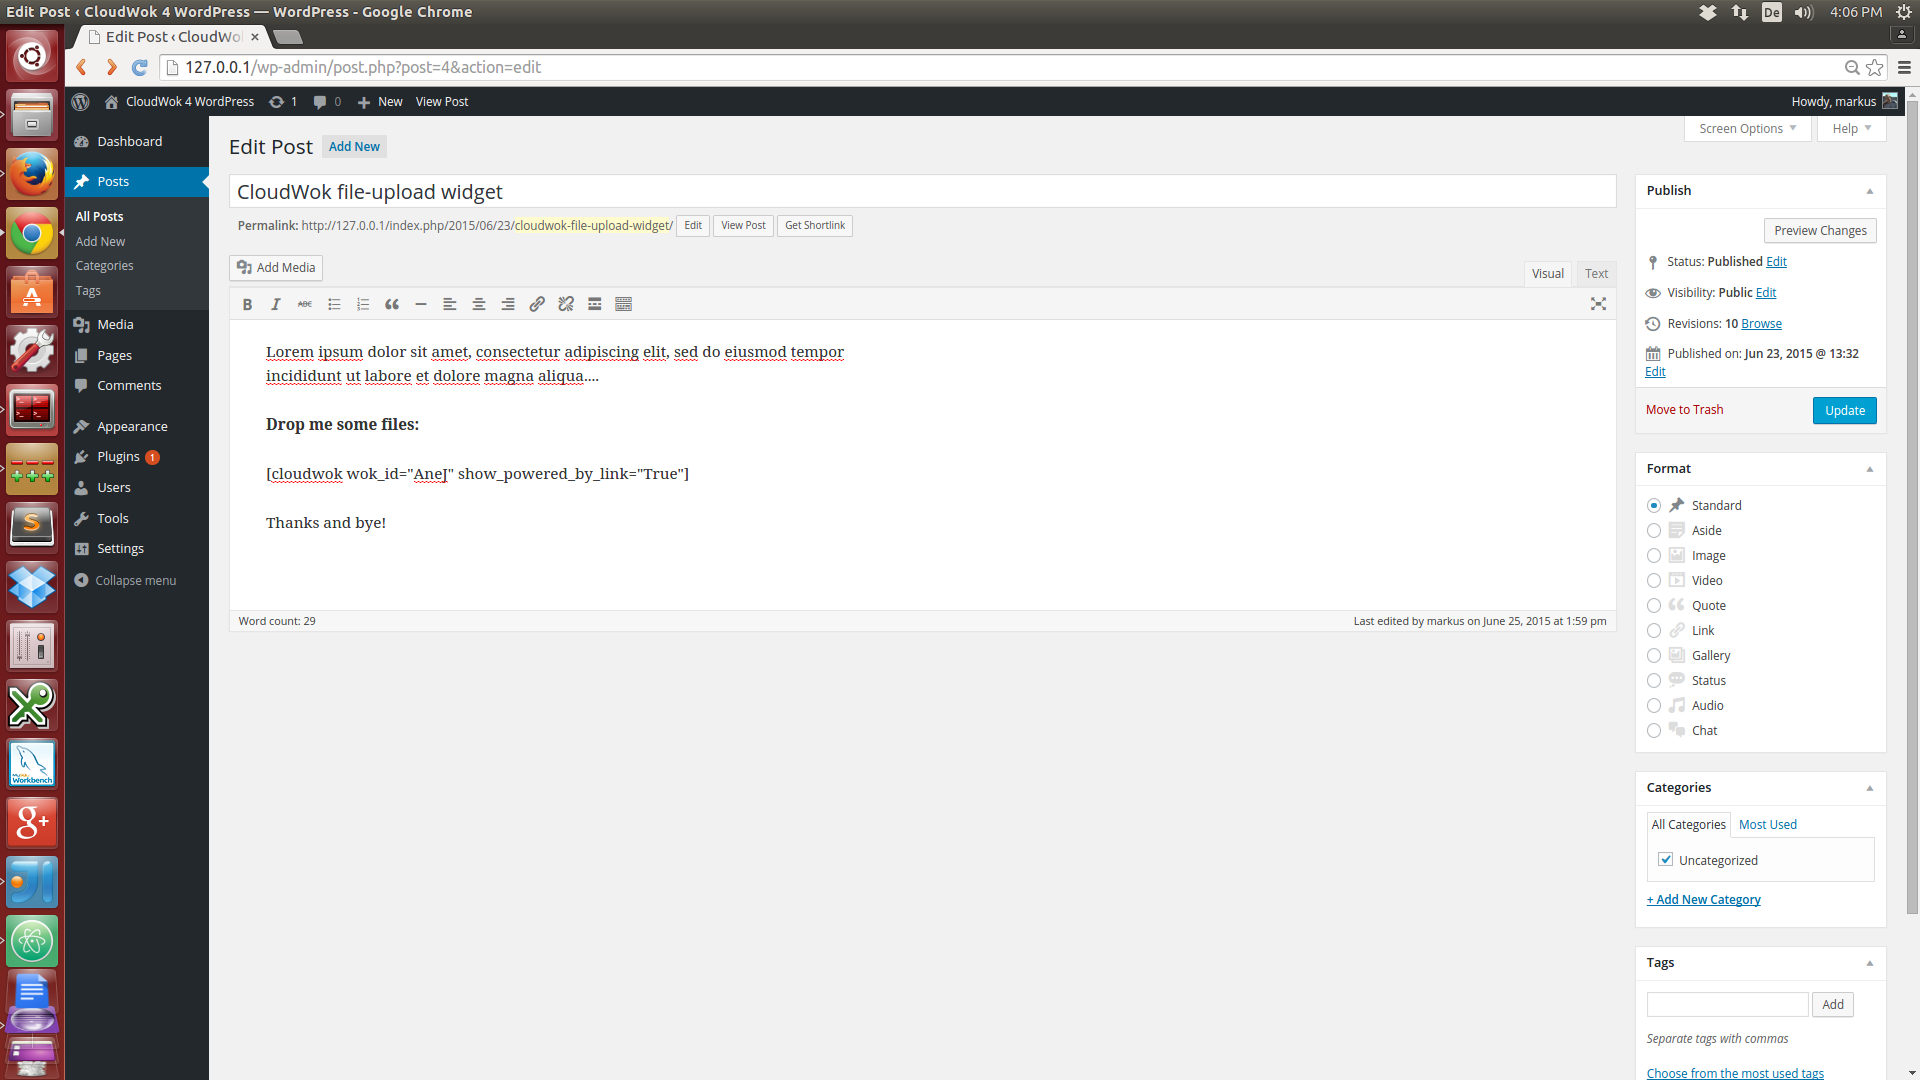 Edit Post ‹ CloudWok 4 WordPress — WordPress - Google Chrome
De
4:06 PM
Edit Post ‹ CloudWo
127.0.0.1/wp-admin/post.php?post=4&action=edit
CloudWok 4 WordPress
1
0
New
View Post
Howdy, markus
Screen Options
Help
Dashboard
Posts
All Posts
Add New
Categories
Tags
Media
Pages
Comments
Appearance
Plugins 1
Users
Tools
Settings
Collapse menu
Edit Post
Add New
CloudWok file-upload widget
Permalink: http://127.0.0.1/index.php/2015/06/23/cloudwok-file-upload-widget/
Edit
View Post
Get Shortlink
Add Media
Visual
Text
B
I
ABC
Lorem ipsum dolor sit amet, consectetur adipiscing elit, sed do eiusmod tempor
incididunt ut labore et dolore magna aliqua....
Drop me some files:
[cloudwok wok_id="AneJ" show_powered_by_link="True"]
Thanks and bye!
Word count: 29
Last edited by markus on June 25, 2015 at 1:59 pm
Publish
Preview Changes
Status: Published Edit
Visibility: Public Edit
Revisions: 10 Browse
Published on: Jun 23, 2015 @ 13:32
Edit
Move to Trash
Update
Format
Standard
Aside
Image
Video
Quote
Link
Gallery
Status
Audio
Chat
Categories
All Categories
Most Used
Uncategorized
+ Add New Category
Tags
Add
Separate tags with commas
Choose from the most used tags
Workbench
g+